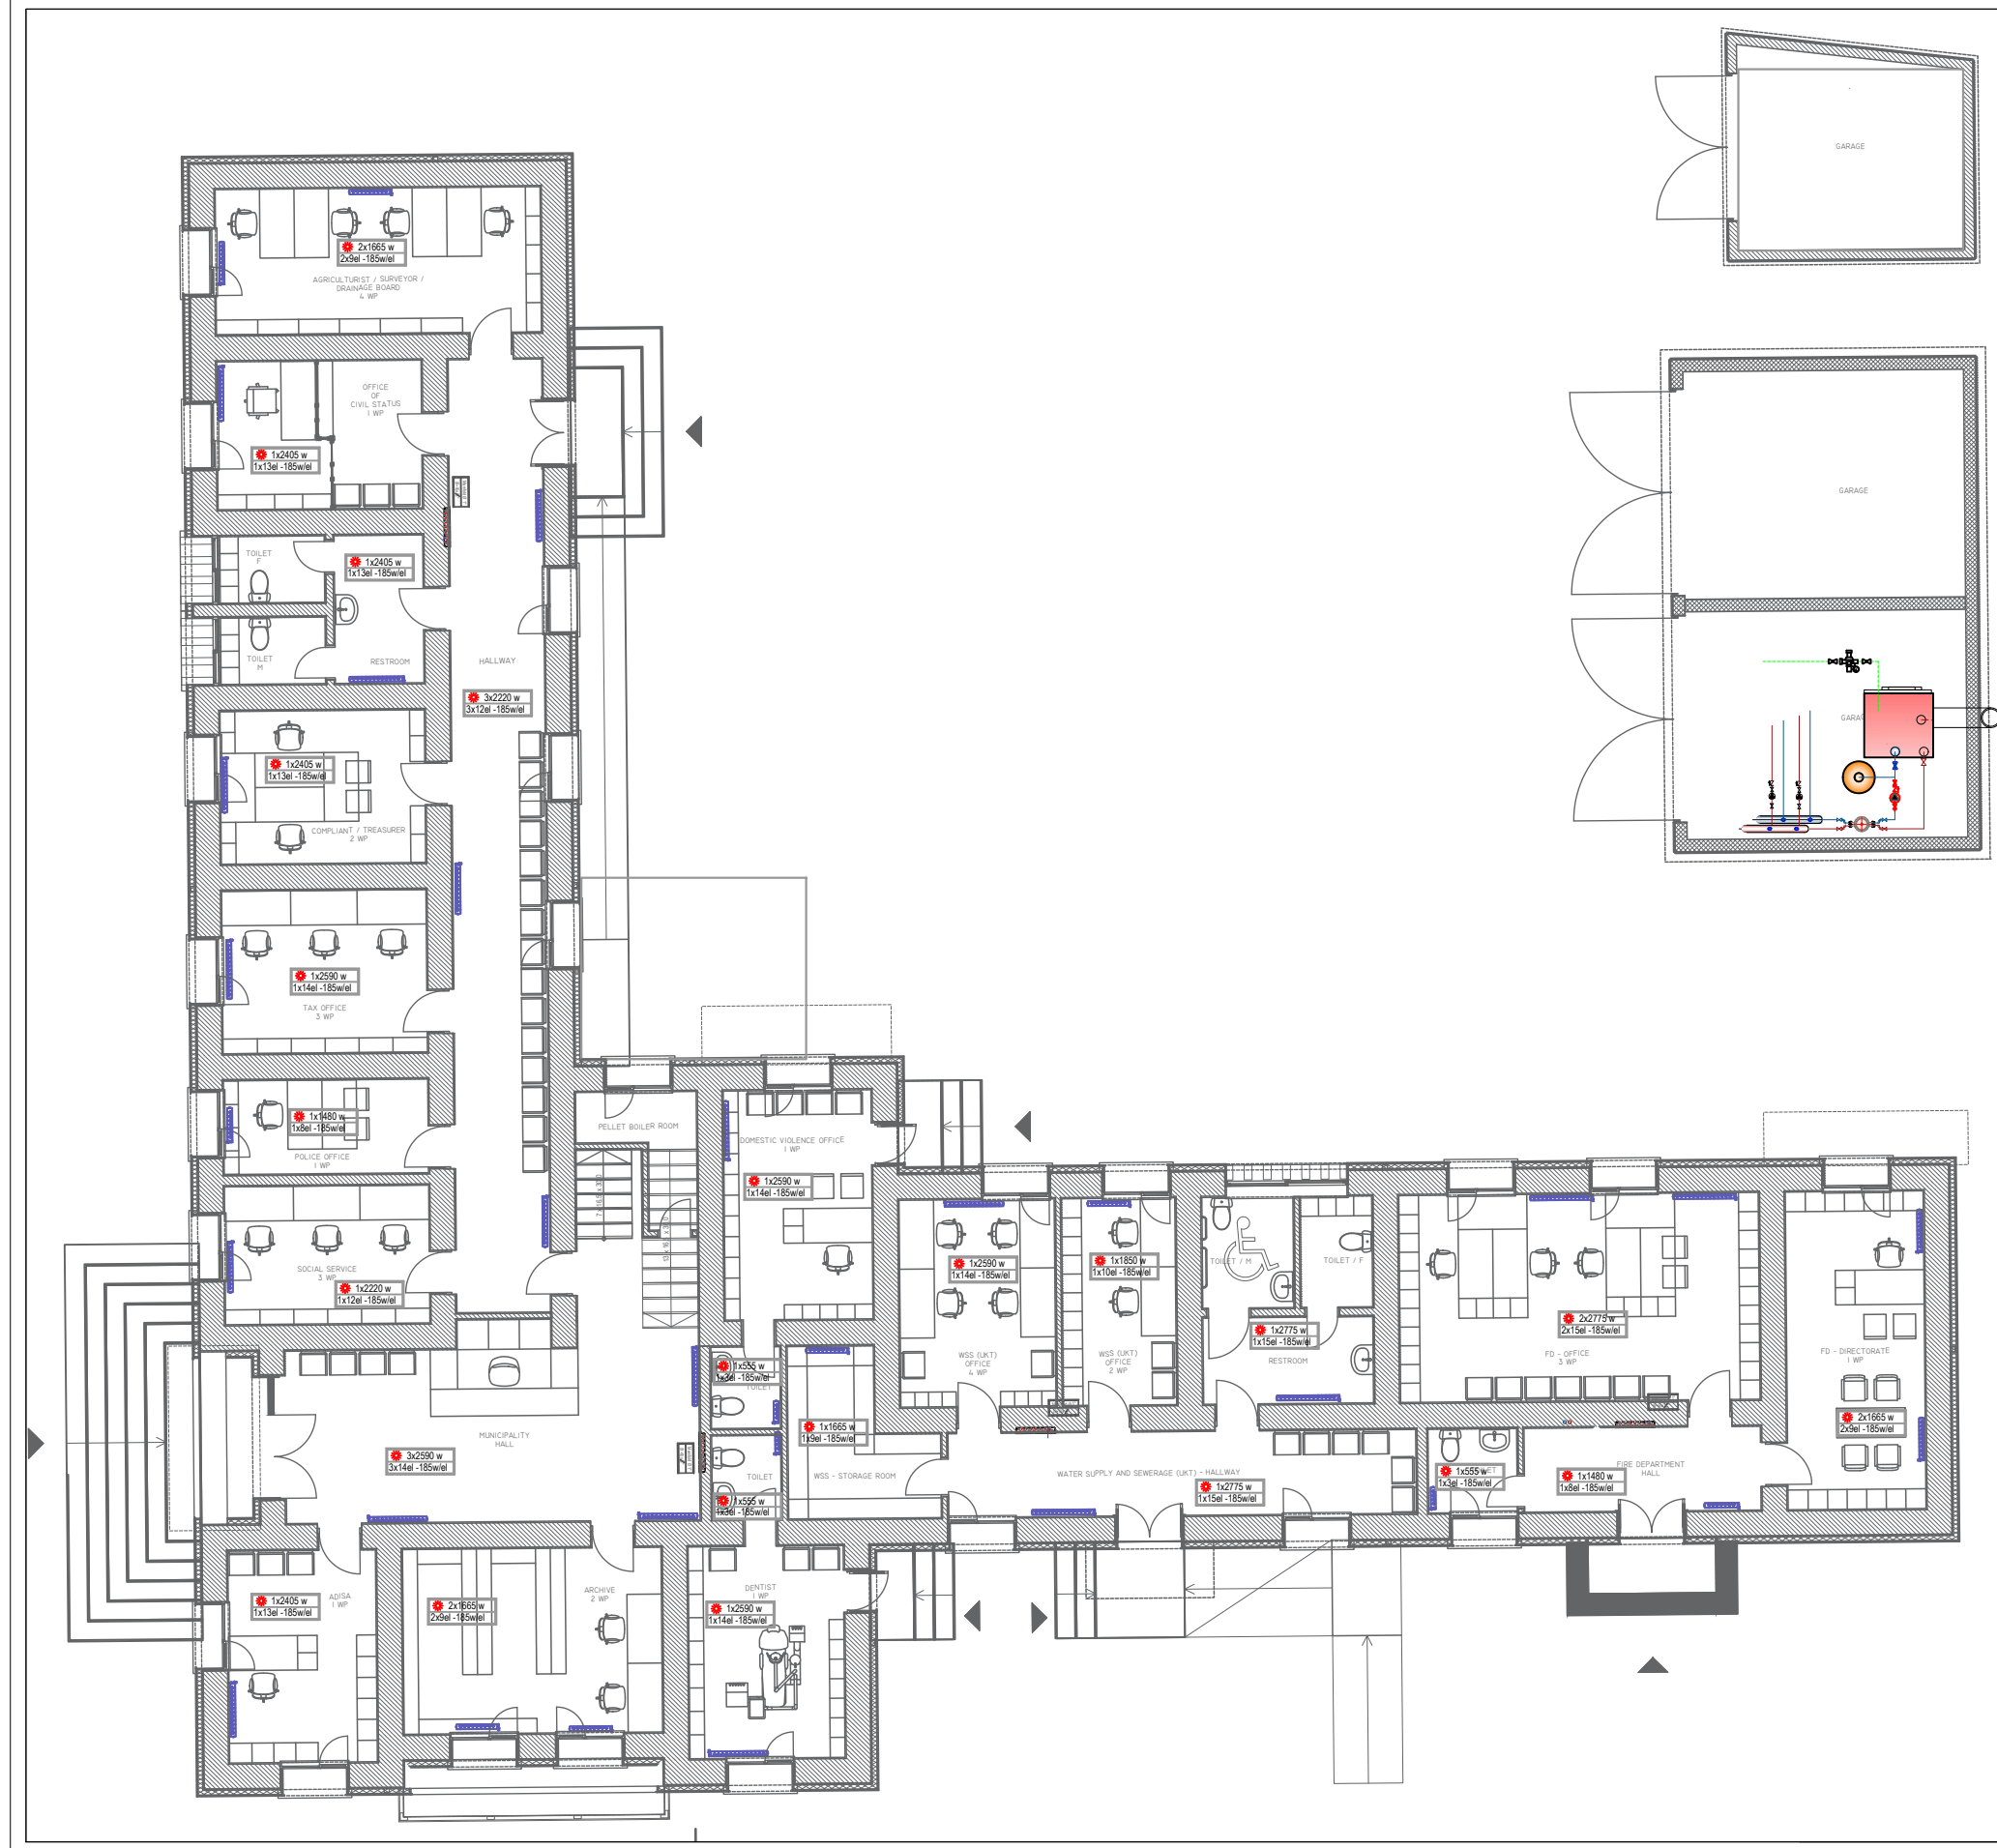 GARAGE
2x1665 w
2x9el -185w/el
AGRICULTURIST / SURVEYOR /
DRAINAGE BOARD
4 WP
OFFICE
OF
CIVIL STATUS
1 WP
1x2405 w
1x13el -185w/el
GARAGE
TOILET
F
1x2405 w
1x13el -185w/el
TOILET
M
RESTROOM
HALLWAY
3x2220 w
3x12el -185w/el
1x2405 w
1x13el -185w/el
COMPLIANT / TREASURER
2 WP
1x2590 w
1x14el -185w/el
TAX OFFICE
3 WP
1x1480 w
1x8el -185w/el
POLICE OFFICE
1 WP
PELLET BOILER ROOM
DOMESTIC VIOLENCE OFFICE
1 WP
1x2590 w
1x14el -185w/el
SOCIAL SERVICE
3 WP
1x2220 w
1x12el -185w/el
1x2590 w
1x14el -185w/el
1x1850 w
1x10el -185w/el
TOILET / M
TOILET / F
WSS (UKT)
OFFICE
4 WP
WSS (UKT)
OFFICE
2 WP
1x2775 w
1x15el -185w/el
RESTROOM
2x2775 w
2x15el -185w/el
FD - OFFICE
3 WP
FD - DIRECTORATE
1 WP
2x1665 w
2x9el -185w/el
1x555 w
1x3el -185w/el
TOILET
MUNICIPALITY
HALL
3x2590 w
3x14el -185w/el
1x1665 w
1x9el -185w/el
WSS - STORAGE ROOM
TOILET
1x555 w
1x3el -185w/el
WATER SUPPLY AND SEWERAGE (UKT) - HALLWAY
1x2775 w
1x15el -185w/el
1x555 w
1x3el -185w/el
FIRE DEPARTMENT
HALL
1x1480 w
1x8el -185w/el
ADISA
1 WP
1x2405 w
1x13el -185w/el
ARCHIVE
2 WP
2x1665 w
2x9el -185w/el
DENTIST
1 WP
1x2590 w
1x14el -185w/el